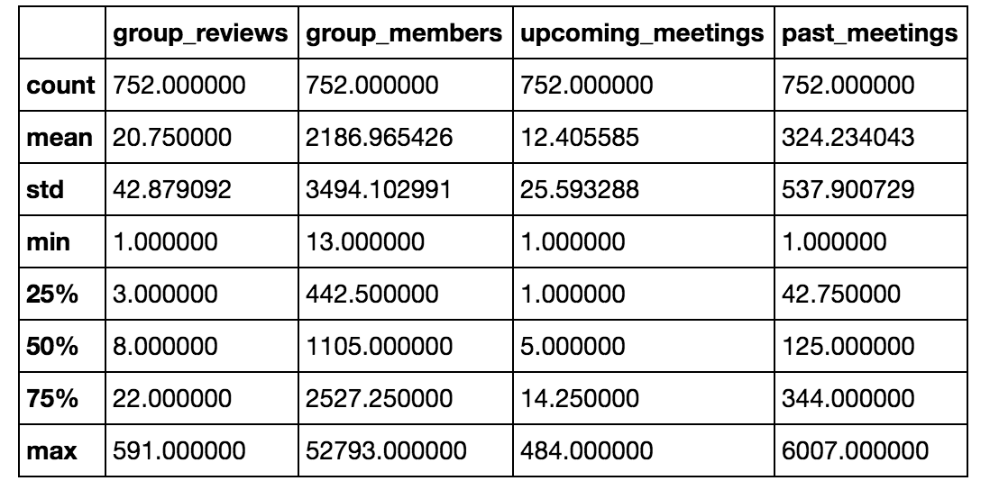 group_reviews group_members upcoming_meetings past_meetings
count 752.000000 752.000000 752.000000 752.000000
mean 20.750000 2186.965426 12.405585 324.234043
std 42.879092 3494.102991 25.593288 537.900729
min 1.000000 13.000000 1.000000 1.000000
25% 3.000000 442.500000 1.000000 42.750000
50% 8.000000 1105.000000 5.000000 125.000000
75% 22.000000 2527.250000 14.250000 344.000000
max 591.000000 52793.000000 484.000000 6007.000000